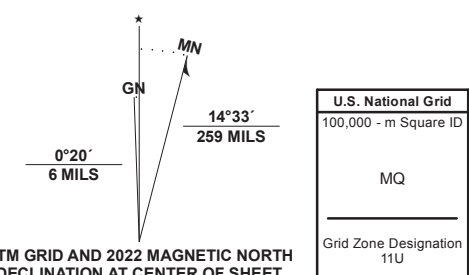 ★
MN
GN
14°33´
259 MILS
0°20´
6 MILS
TM GRID AND 2022 MAGNETIC NORTH
DECLINATION AT CENTER OF SHEET
U.S. National Grid
100,000 - m Square ID
MQ
Grid Zone Designation
11U